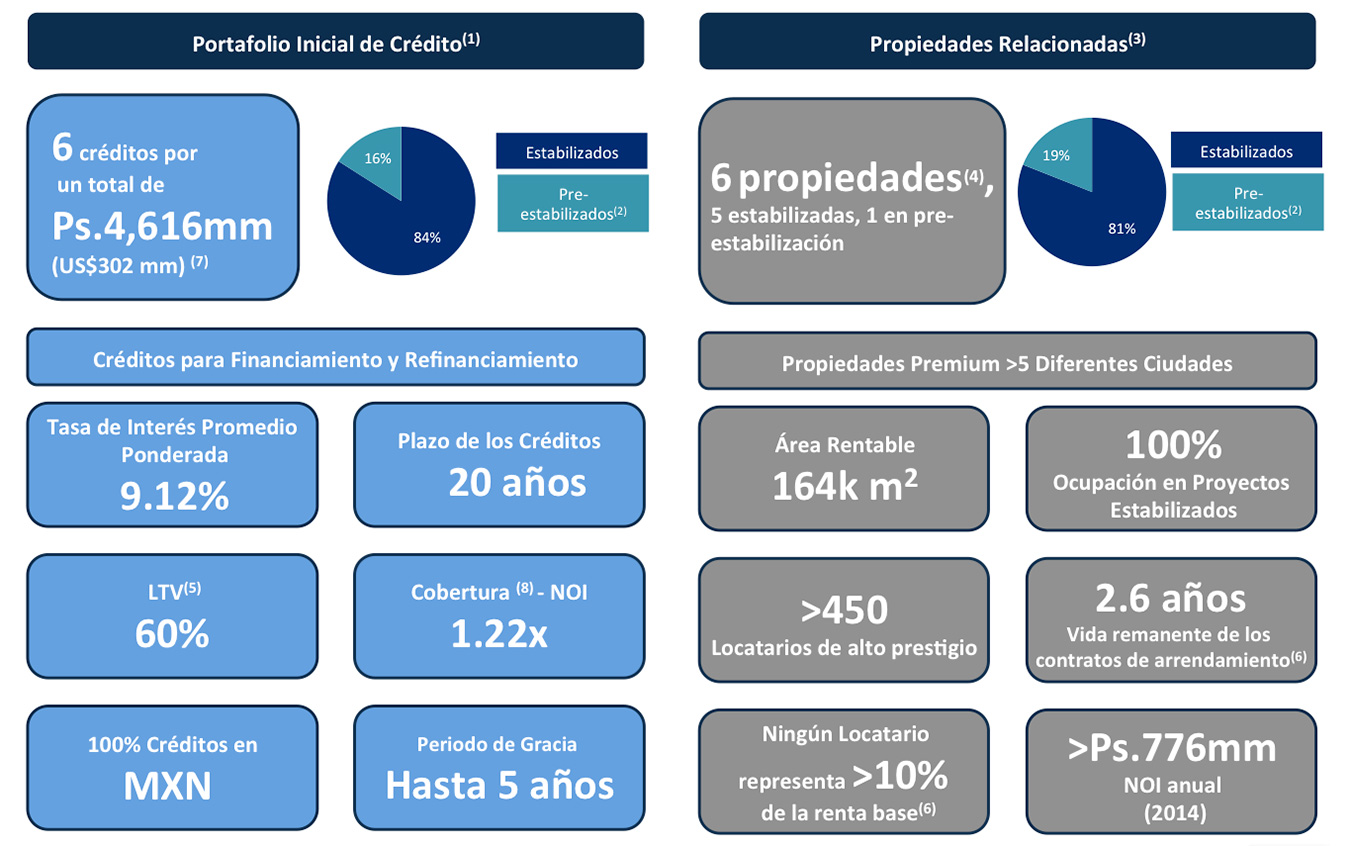 Portafolio Inicial de Crédito(1)
6 créditos por
un total de
Ps.4,616mm
(US$302 mm) (7)
16%
84%
Estabilizados
Pre-
estabilizados(2)
Créditos para Financiamiento y Refinanciamiento
Tasa de Interés Promedio
Ponderada
9.12%
Plazo de los Créditos
20 años
LTV(5)
60%
Cobertura (8) - NOI
1.22x
100% Créditos en
MXN
Periodo de Gracia
Hasta 5 años
Propiedades Relacionadas(3)
6 propiedades(4),
5 estabilizadas, 1 en pre-
estabilización
19%
81%
Estabilizados
Pre-
estabilizados(2)
Propiedades Premium >5 Diferentes Ciudades
Área Rentable
164k m2
100%
Ocupación en Proyectos
Estabilizados
>450
Locatarios de alto prestigio
2.6 años
Vida remanente de los
contratos de arrendamiento(6)
Ningún Locatario
representa >10%
de la renta base(6)
>Ps.776mm
NOI anual
(2014)